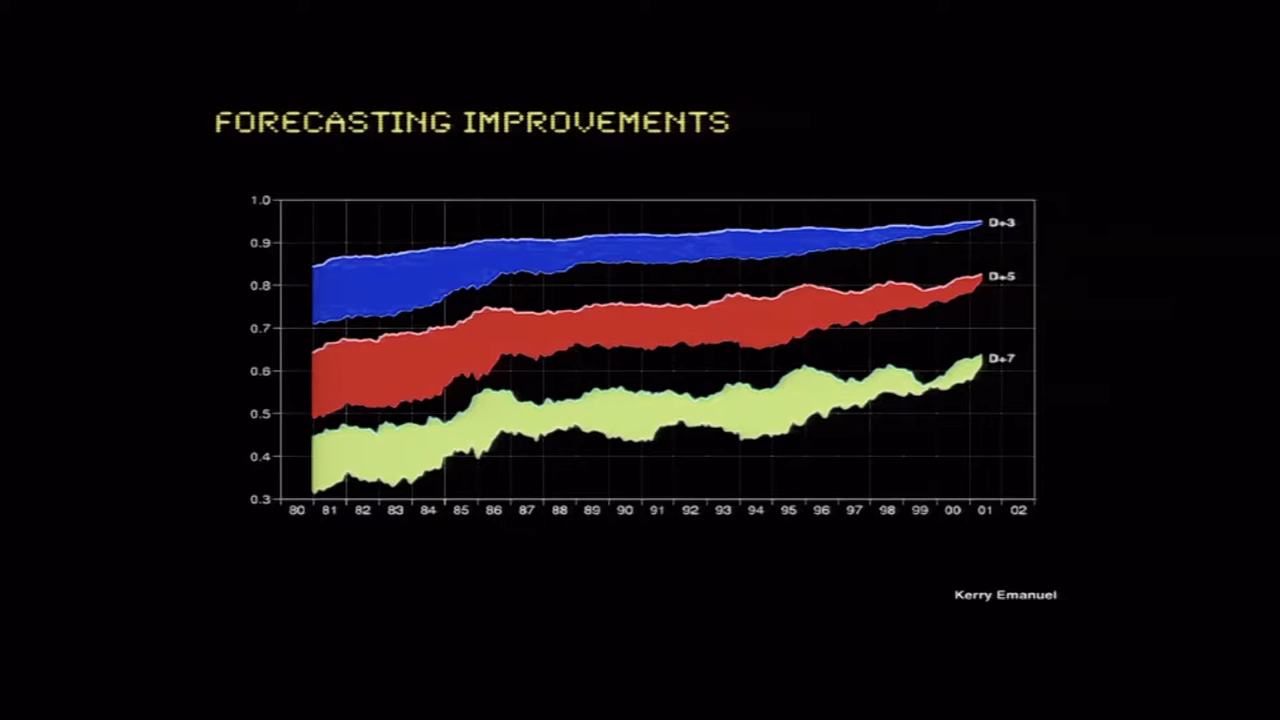 FORECASTING IMPROVEMENTS
1.0
D+3
0.9
D+5
0.8
0.7
D+7
0.6
0.5
0.4
0.3
80 81 82 83 84 85 86 87 88 89 90 91 92 93 94 95 96 97 98 99 00 01 02
Kerry Emanuel